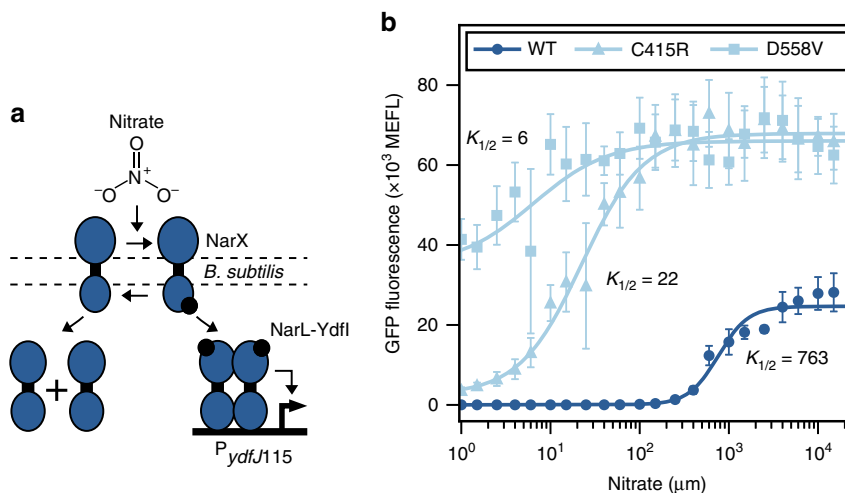 a
Nitrate
O
N+
−O
O−
NarX
B. subtilis
NarL-YdfI
+
PydfJ115
b
WT
C415R
D558V
GFP fluorescence (×10³ MEFL)
80
60
40
20
0
K1/2 = 6
K1/2 = 22
K1/2 = 763
10⁰
10¹
10²
10³
10⁴
Nitrate (μm)